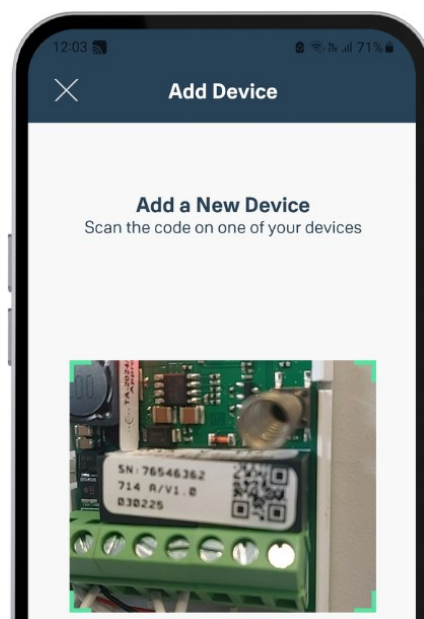 12:03
71%
Add Device
Add a New Device
Scan the code on one of your devices
TA_2024/
SN:76546362
714 A/V1.0
030225